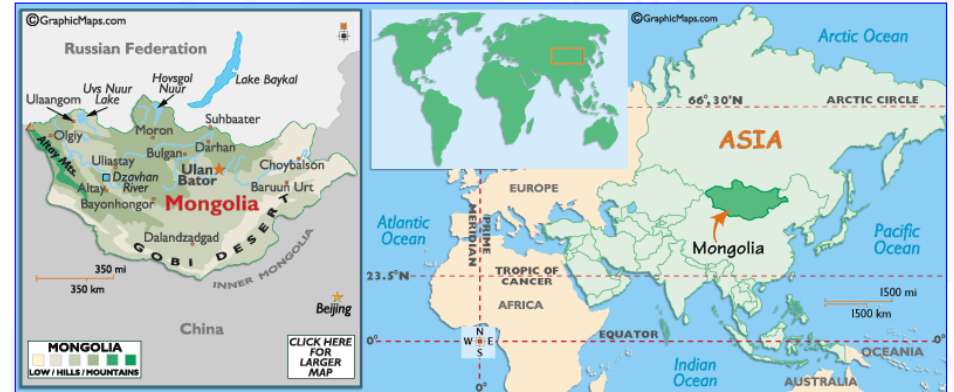 ©GraphicMaps.com
Russian Federation
Lake Baykal
Hovsgol
Nuur
Uvs Nuur
Lake
Ulaangom
Olgiy
Moron
Suhbaater
Bulgan
Darhan
Altay Mts.
Uliastay
Ulan
Bator
Choybalson
Dzavhan
River
Altay
Baruun Urt
Bayonhongor
Mongolia
Dalandzadgad
GOBI DESERT
INNER MONGOLIA
350 mi
350 km
Beijing
China
MONGOLIA
LOW / HILLS / MOUNTAINS
CLICK HERE
FOR
LARGER
MAP
©GraphicMaps.com
Arctic Ocean
66°, 30'N
ARCTIC CIRCLE
ASIA
EUROPE
Atlantic
Ocean
PRIME
MERIDIAN
Mongolia
Pacific
Ocean
23.5°N
TROPIC OF
CANCER
AFRICA
1500 mi
1500 km
N
W E
S
0°
EQUATOR
0°
OCEANIA
Indian
Ocean
AUSTRALIA
0°